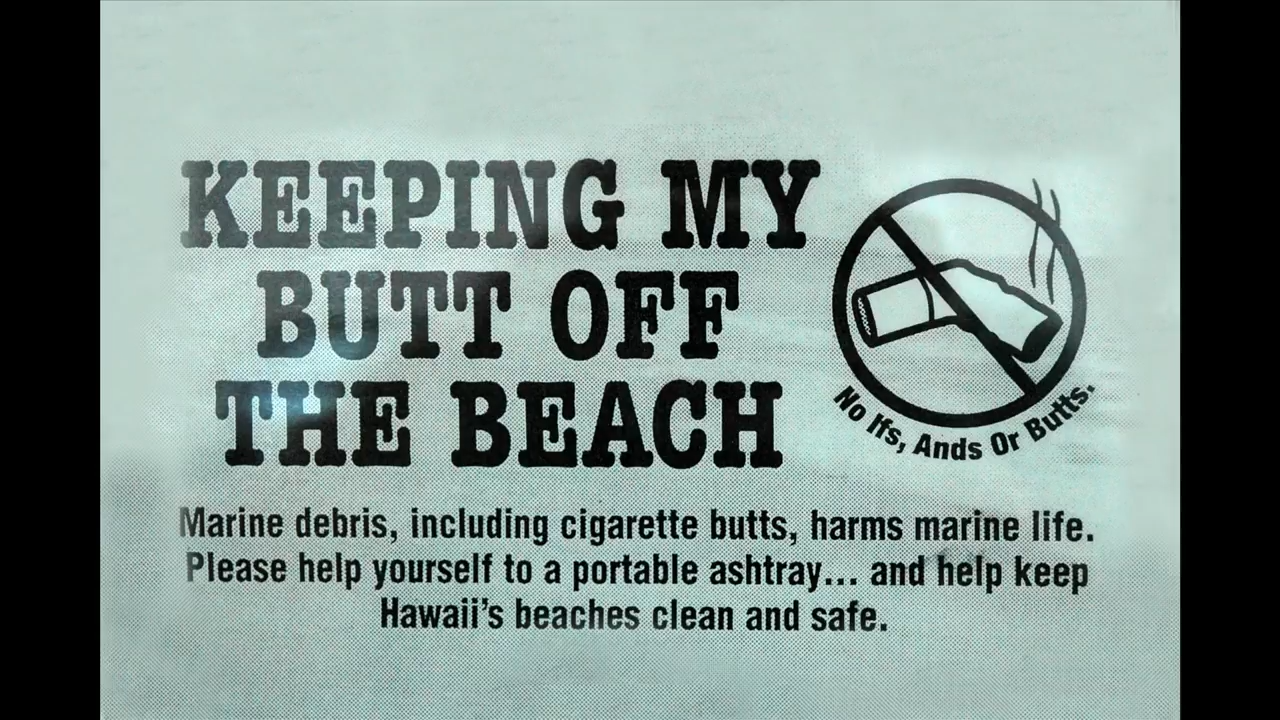 KEEPING MY
BUTT OFF
THE BEACH
No Ifs, Ands Or Butts.
Marine debris, including cigarette butts, harms marine life.
Please help yourself to a portable ashtray... and help keep
Hawaii's beaches clean and safe.